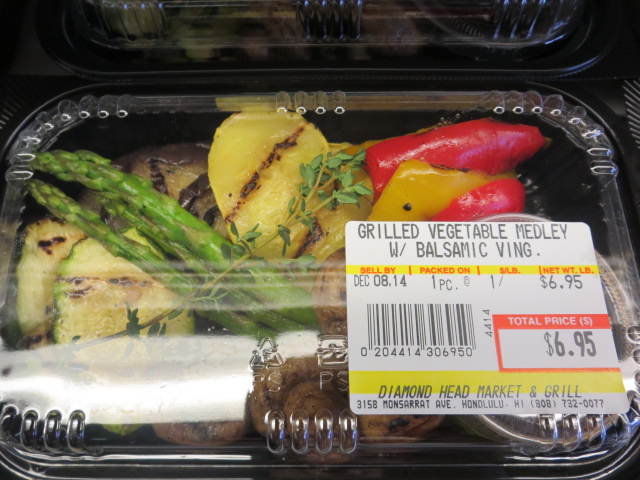 GRILLED VEGETABLE MEDLEY
W/ BALSAMIC VING.
SELL BY PACKED ON $/LB. NET WT. LB.
DEC 08.14 1PC. @ 1/ $6.95
4414
TOTAL PRICE ($)
$6.95
0 204414 306950
DIAMOND HEAD MARKET & GRILL
3158 MONSARRAT AVE. HONOLULU, HI (808) 732-0077
PS PS